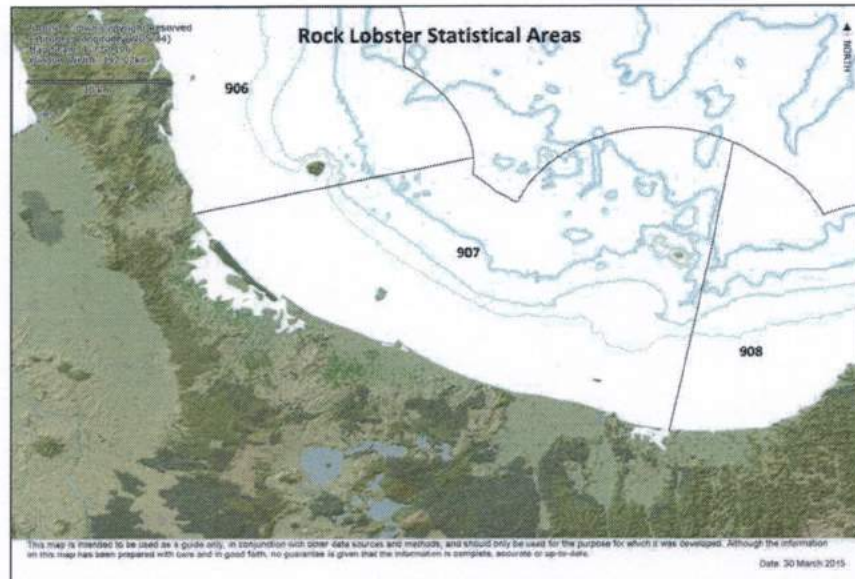 Rock Lobster Statistical Areas
NORTH
906
907
908
This map is intended to be used as a guide only, in conjunction with other data sources and methods, and should only be used for the purpose for which it was developed. Although the information
on this map has been prepared with care and in good faith, no guarantee is given that the information is complete, accurate or up-to-date.
Date: 30 March 2015